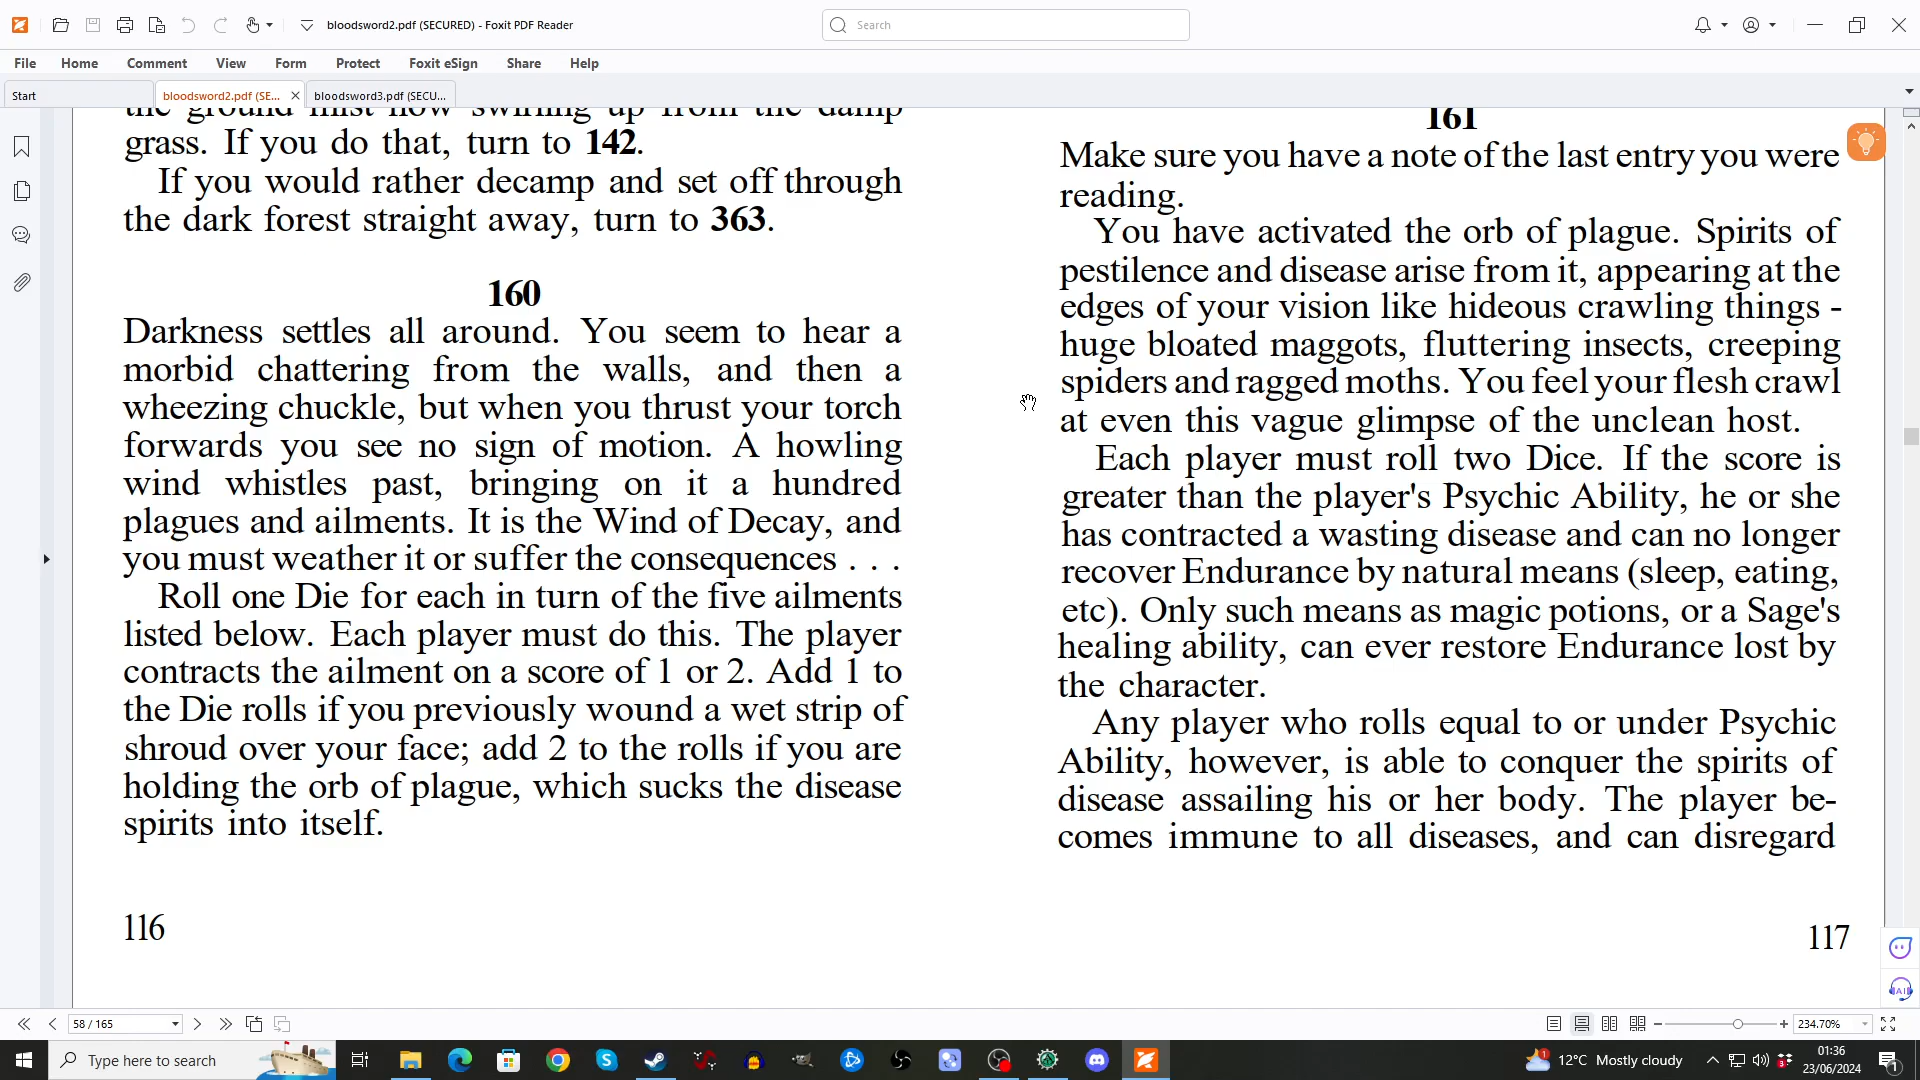 bloodsword2.pdf (SECURED) - Foxit PDF Reader
Search
File Home Comment View Form Protect Foxit eSign Share Help
Start
bloodsword2.pdf (SE...
bloodsword3.pdf (SECU...
the ground mist now swirling up from the damp
grass. If you do that, turn to 142.
If you would rather decamp and set off through
the dark forest straight away, turn to 363.
160
Darkness settles all around. You seem to hear a
morbid chattering from the walls, and then a
wheezing chuckle, but when you thrust your torch
forwards you see no sign of motion. A howling
wind whistles past, bringing on it a hundred
plagues and ailments. It is the Wind of Decay, and
you must weather it or suffer the consequences . . .
Roll one Die for each in turn of the five ailments
listed below. Each player must do this. The player
contracts the ailment on a score of 1 or 2. Add 1 to
the Die rolls if you previously wound a wet strip of
shroud over your face; add 2 to the rolls if you are
holding the orb of plague, which sucks the disease
spirits into itself.
116
161
Make sure you have a note of the last entry you were
reading.
You have activated the orb of plague. Spirits of
pestilence and disease arise from it, appearing at the
edges of your vision like hideous crawling things -
huge bloated maggots, fluttering insects, creeping
spiders and ragged moths. You feel your flesh crawl
at even this vague glimpse of the unclean host.
Each player must roll two Dice. If the score is
greater than the player's Psychic Ability, he or she
has contracted a wasting disease and can no longer
recover Endurance by natural means (sleep, eating,
etc). Only such means as magic potions, or a Sage's
healing ability, can ever restore Endurance lost by
the character.
Any player who rolls equal to or under Psychic
Ability, however, is able to conquer the spirits of
disease assailing his or her body. The player be-
comes immune to all diseases, and can disregard
117
AI
58 / 165
234.70%
Type here to search
1
12°C Mostly cloudy
01:36
23/06/2024
1